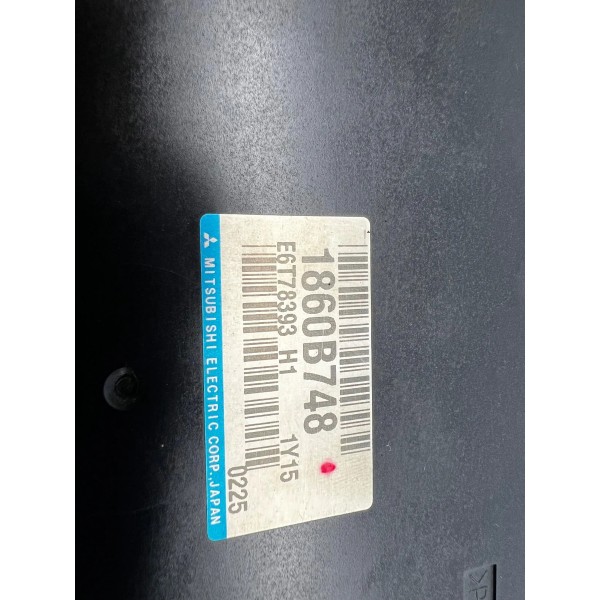 1860B748
E6T78393 H1 1Y15
0225
MITSUBISHI ELECTRIC CORP.,JAPAN